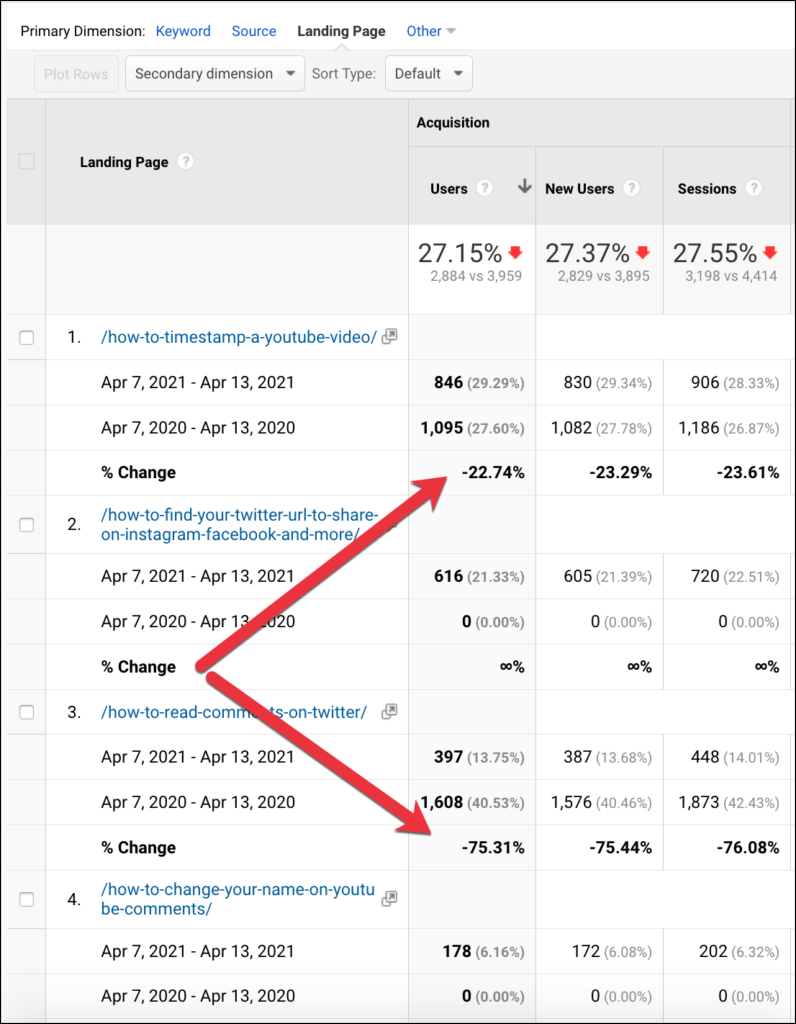 Primary Dimension: Keyword Source Landing Page Other
Plot Rows Secondary dimension Sort Type: Default
Acquisition
Landing Page ? Users ? New Users ? Sessions ?
27.15% 27.37% 27.55%
2,884 vs 3,959 2,829 vs 3,895 3,198 vs 4,414
1. /how-to-timestamp-a-youtube-video/
Apr 7, 2021 - Apr 13, 2021 846 (29.29%) 830 (29.34%) 906 (28.33%)
Apr 7, 2020 - Apr 13, 2020 1,095 (27.60%) 1,082 (27.78%) 1,186 (26.87%)
% Change -22.74% -23.29% -23.61%
2. /how-to-find-your-twitter-url-to-share-
on-instagram-facebook-and-more/
Apr 7, 2021 - Apr 13, 2021 616 (21.33%) 605 (21.39%) 720 (22.51%)
Apr 7, 2020 - Apr 13, 2020 0 (0.00%) 0 (0.00%) 0 (0.00%)
% Change ∞% ∞% ∞%
3. /how-to-read-comments-on-twitter/
Apr 7, 2021 - Apr 13, 2021 397 (13.75%) 387 (13.68%) 448 (14.01%)
Apr 7, 2020 - Apr 13, 2020 1,608 (40.53%) 1,576 (40.46%) 1,873 (42.43%)
% Change -75.31% -75.44% -76.08%
4. /how-to-change-your-name-on-youtu
be-comments/
Apr 7, 2021 - Apr 13, 2021 178 (6.16%) 172 (6.08%) 202 (6.32%)
Apr 7, 2020 - Apr 13, 2020 0 (0.00%) 0 (0.00%) 0 (0.00%)